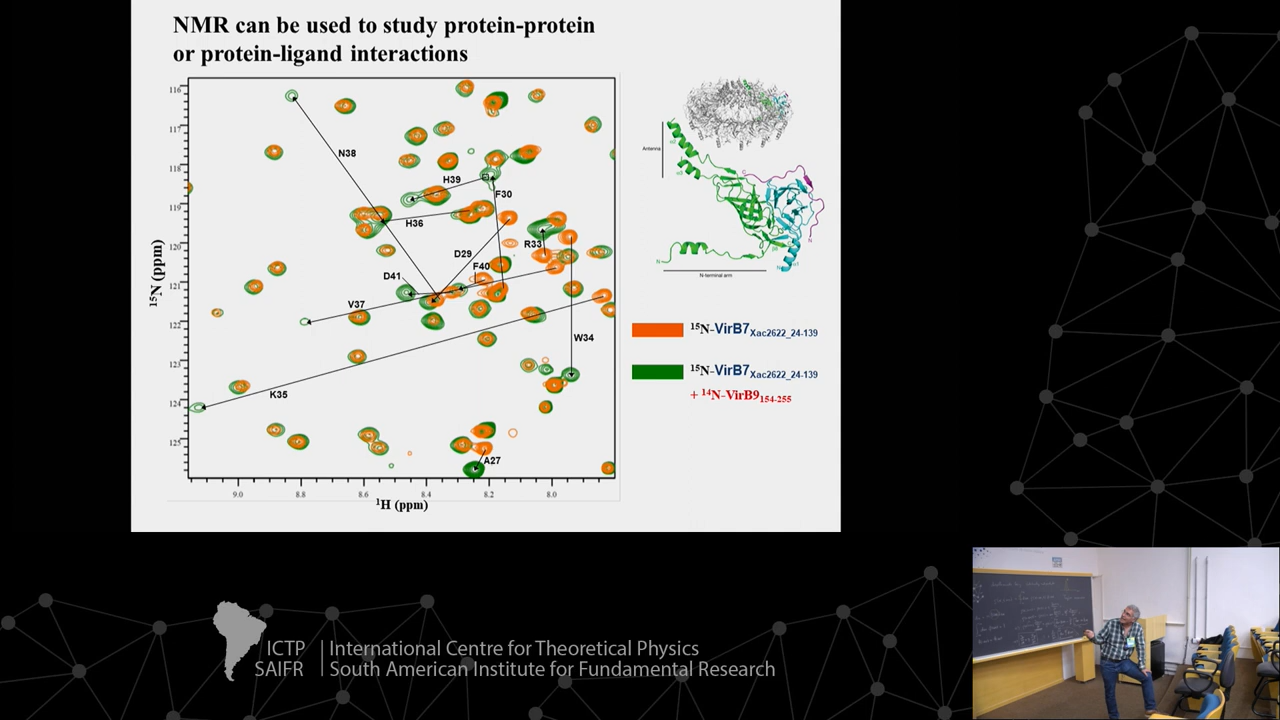 NMR can be used to study protein-protein
or protein-ligand interactions
116
117
118
119
120
121
122
123
124
125
15N (ppm)
9.0
8.8
8.6
8.4
8.2
8.0
1H (ppm)
N38
H39
F30
H36
R33
D29
F40
D41
V37
W34
K35
A27
Antenna
N-terminal arm
15N-VirB7Xac2622_24-139
15N-VirB7Xac2622_24-139
+ 14N-VirB9154-255
ICTP
SAIFR
International Centre for Theoretical Physics
South American Institute for Fundamental Research